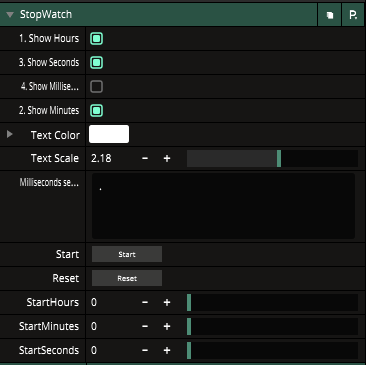 StopWatch P.
1. Show Hours
3. Show Seconds
4. Show Millise...
2. Show Minutes
Text Color
Text Scale 2.18 - +
Milliseconds se... .
Start Start
Reset Reset
StartHours 0 - +
StartMinutes 0 - +
StartSeconds 0 - +